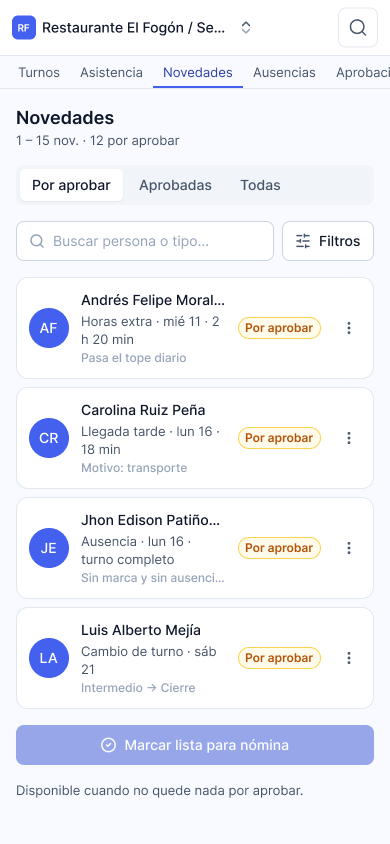 RF Restaurante El Fogón / Se...
Turnos Asistencia Novedades Ausencias Aprobaci
Novedades
1 – 15 nov. · 12 por aprobar
Por aprobar Aprobadas Todas
Buscar persona o tipo... Filtros
Andrés Felipe Moral...
AF
Horas extra · mié 11 · 2
h 20 min
Por aprobar
Pasa el tope diario
Carolina Ruiz Peña
CR
Llegada tarde · lun 16 ·
18 min
Por aprobar
Motivo: transporte
Jhon Edison Patiño...
JE
Ausencia · lun 16 ·
turno completo
Por aprobar
Sin marca y sin ausenci...
Luis Alberto Mejía
LA
Cambio de turno · sáb
21
Por aprobar
Intermedio → Cierre
Marcar lista para nómina
Disponible cuando no quede nada por aprobar.